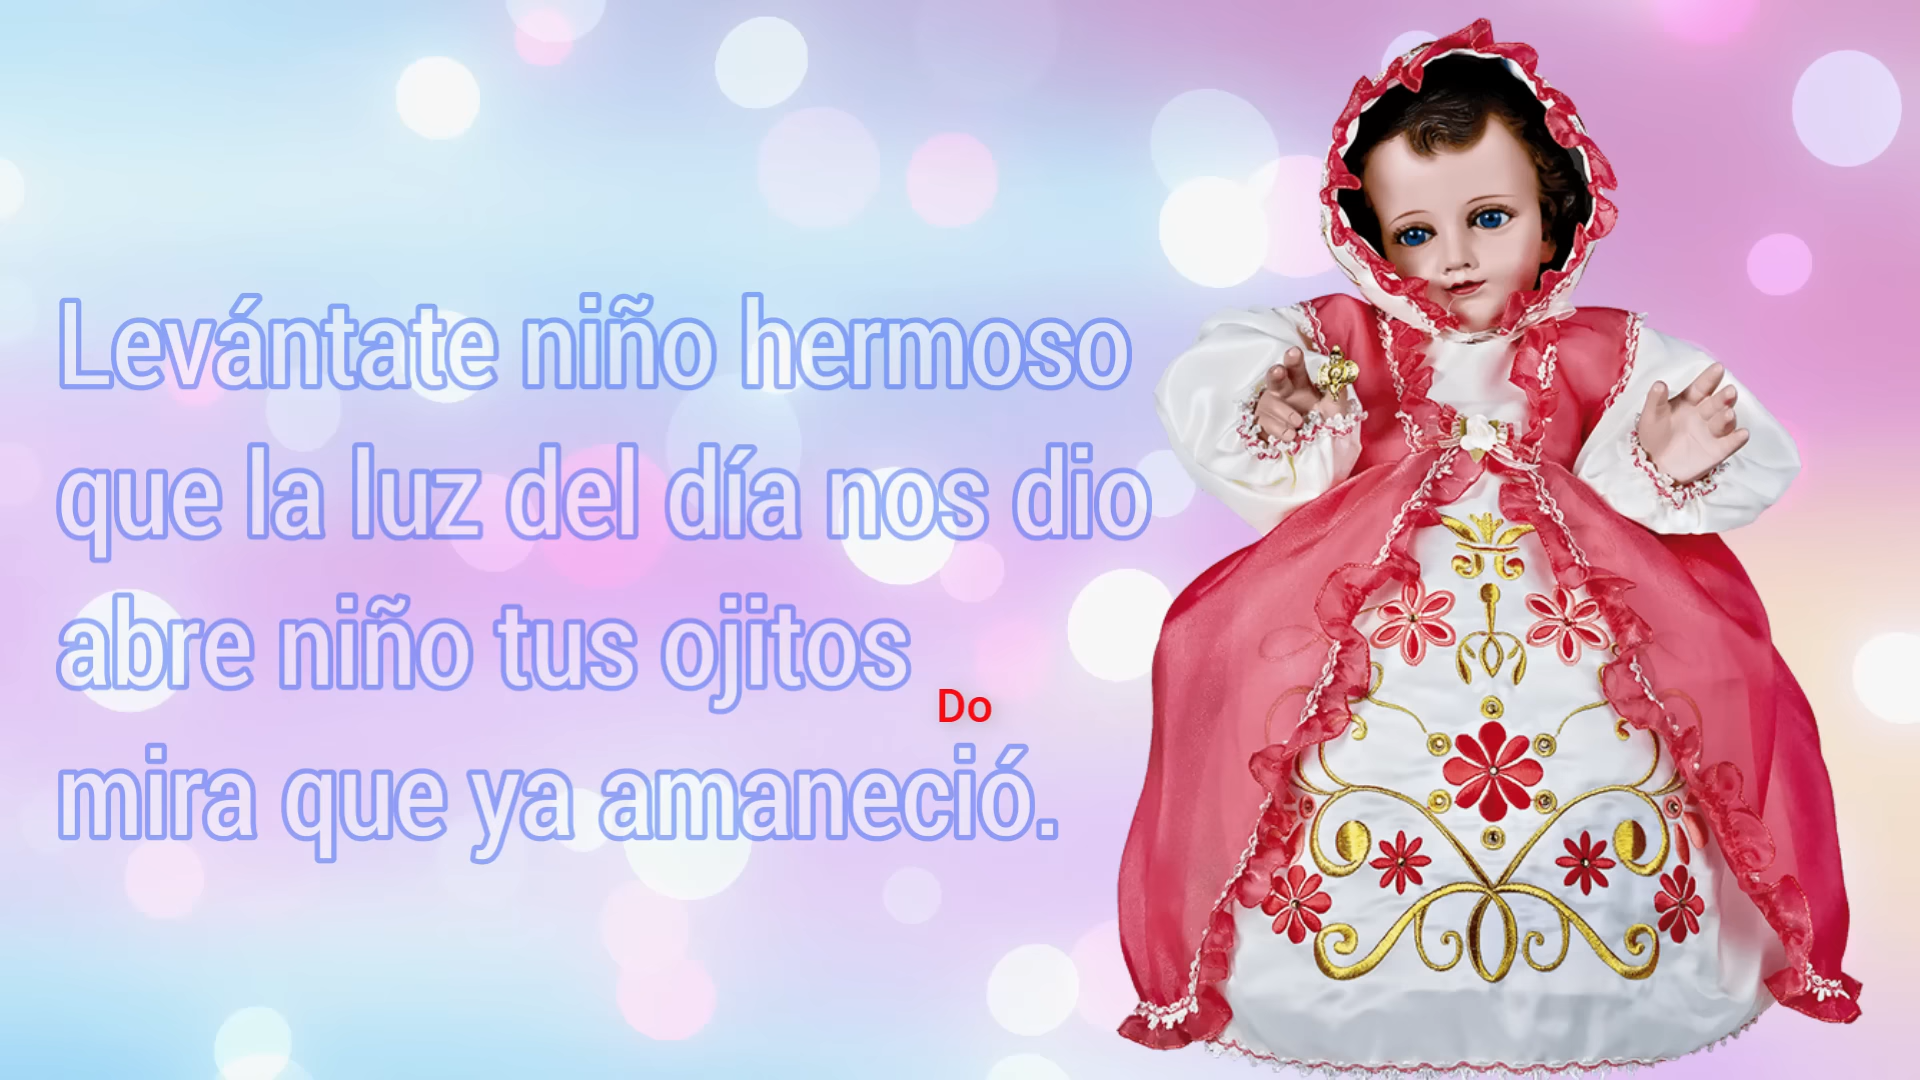 Levántate niño hermoso
que la luz del día nos dio
abre niño tus ojitos
Do
mira que ya amaneció.